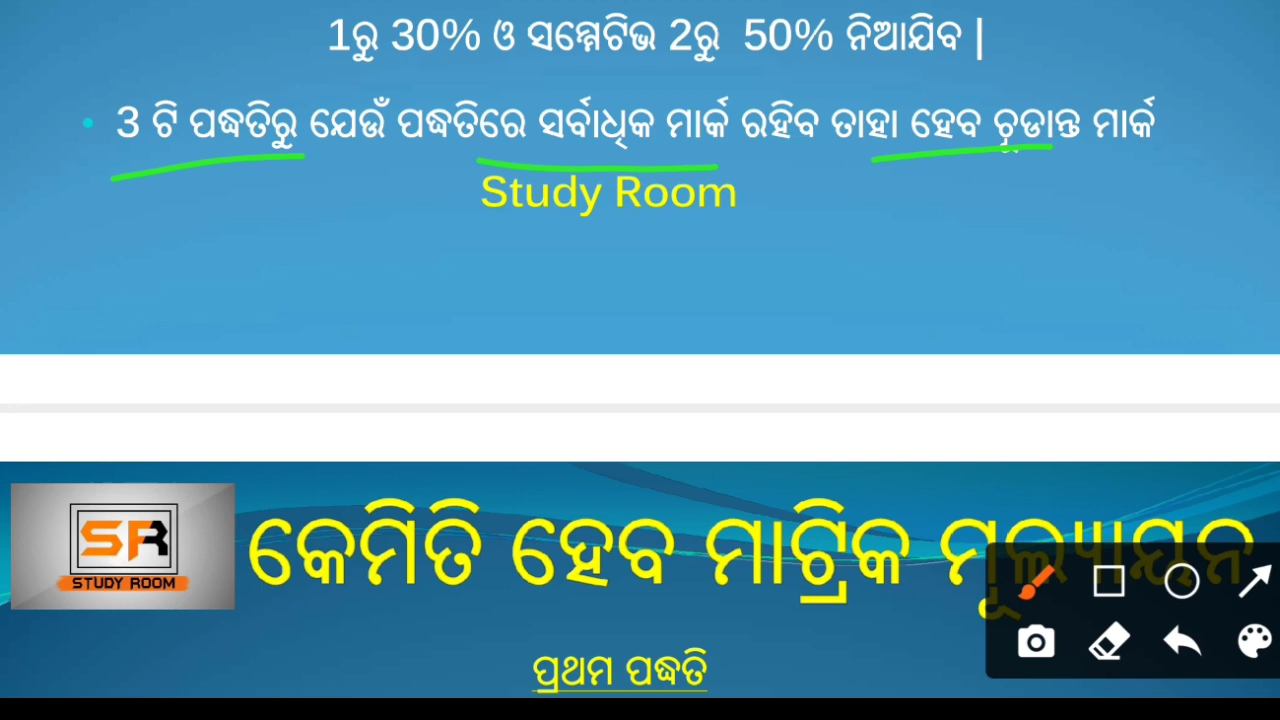 1ରୁ 30% ଓ ସମ୍ମେଟିଭ 2ରୁ 50% ନିଆଯିବ |
• 3 ଟି ପଦ୍ଧତିରୁ ଯେଉଁ ପଦ୍ଧତିରେ ସର୍ବାଧିକ ମାର୍କ ରହିବ ତାହା ହେବ ଚୂଡାନ୍ତ ମାର୍କ
Study Room
SR
STUDY ROOM
କେମିତି ହେବ ମାଟ୍ରିକ ମୂଲ୍ୟାୟନ
ପ୍ରଥମ ପଦ୍ଧତି